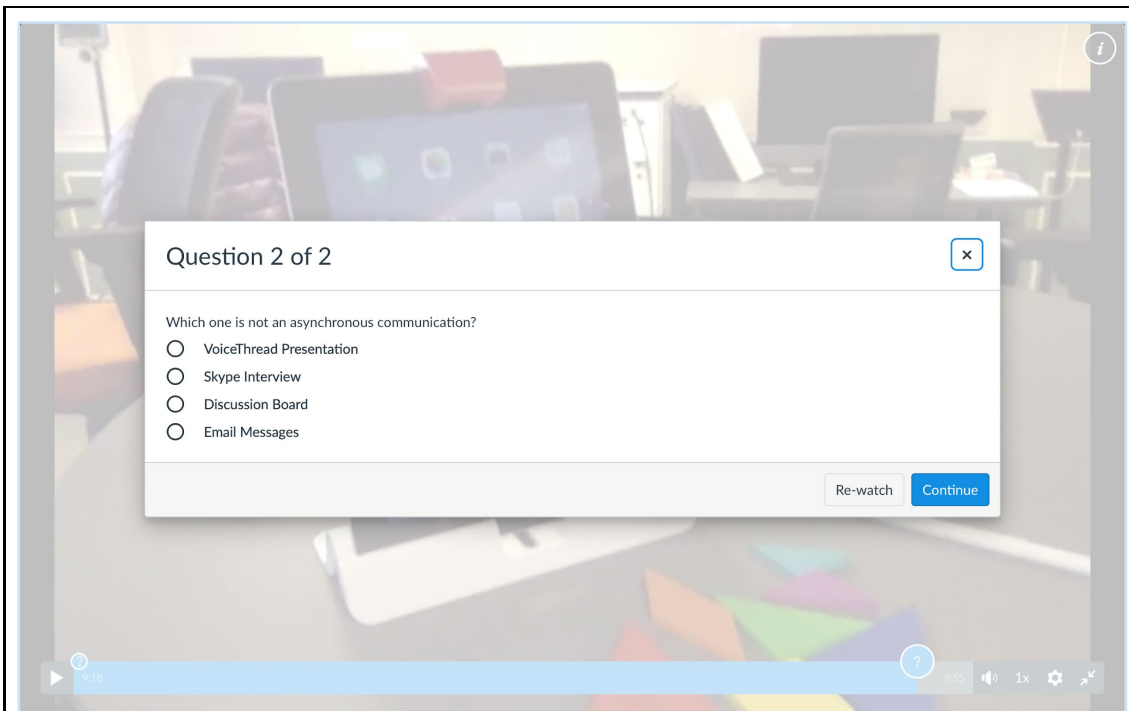 i
Question 2 of 2
×
Which one is not an asynchronous communication?
VoiceThread Presentation
Skype Interview
Discussion Board
Email Messages
Re-watch
Continue
?
?
9:18
9:55
1x